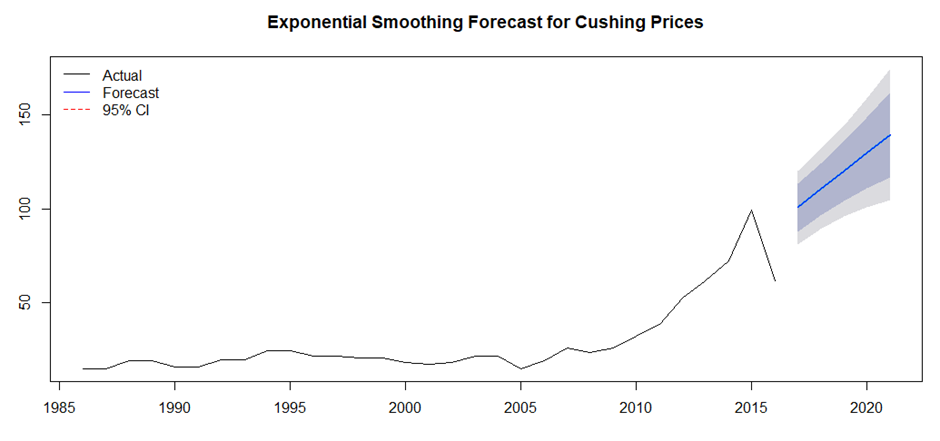 Exponential Smoothing Forecast for Cushing Prices
Actual
Forecast
95% CI
150
100
50
1985 1990 1995 2000 2005 2010 2015 2020